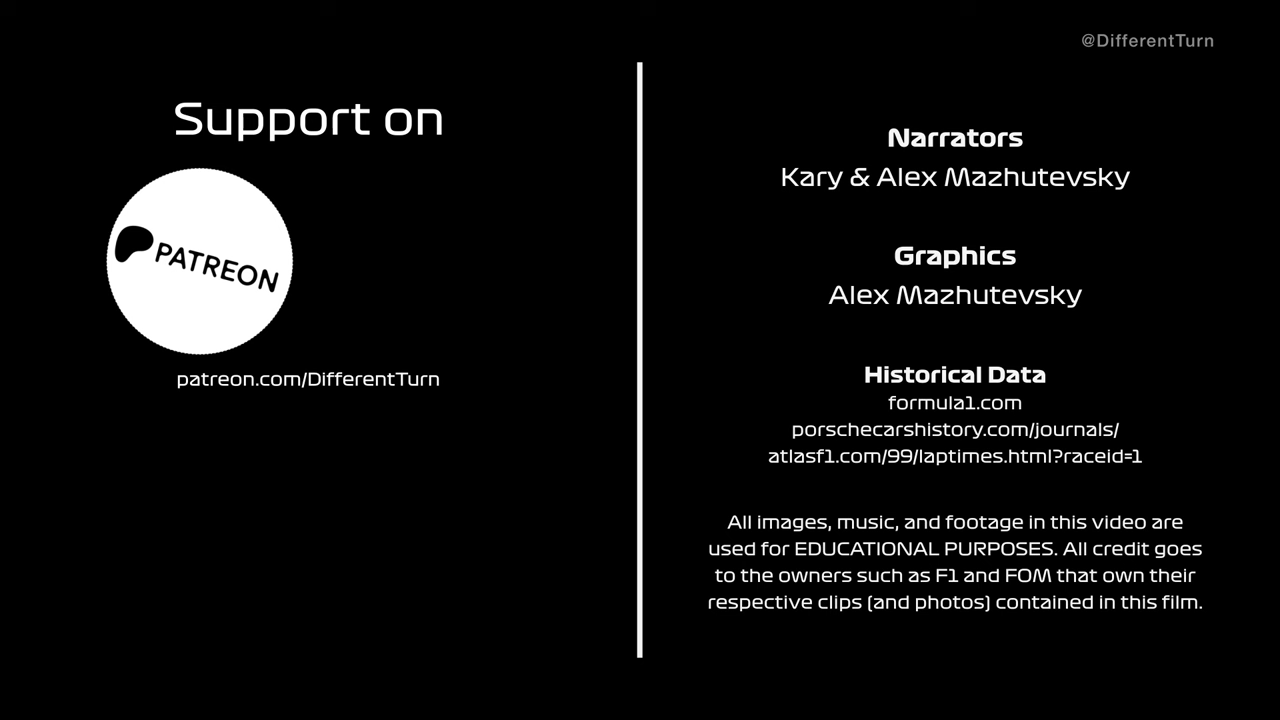 @DifferentTurn
Support on
PATREON
patreon.com/DifferentTurn
Narrators
Kary & Alex Mazhutevsky
Graphics
Alex Mazhutevsky
Historical Data
formula1.com
porschecarshistory.com/journals/
atlasf1.com/99/laptimes.html?raceid=1
All images, music, and footage in this video are
used for EDUCATIONAL PURPOSES. All credit goes
to the owners such as F1 and FOM that own their
respective clips (and photos) contained in this film.